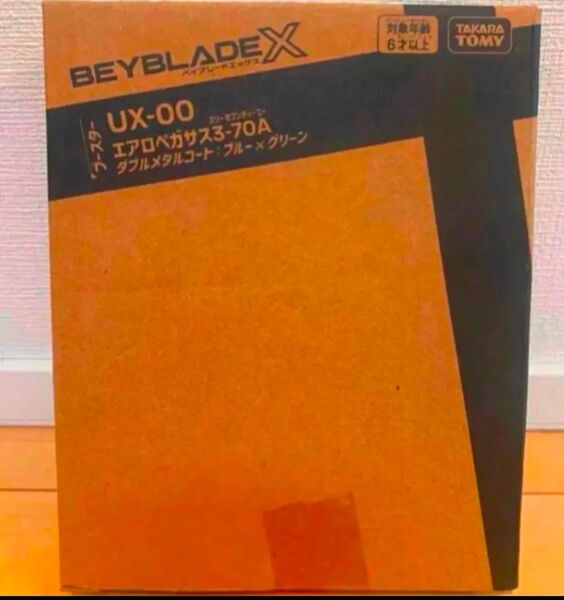 BEYBLADE X
ベイブレードエックス
対象年齢
6才以上
TAKARA
TOMY
ブースター
UX-00
スリーセブンティーエー
エアロペガサス3-70A
ダブルメタルコート:ブルー×グリーン